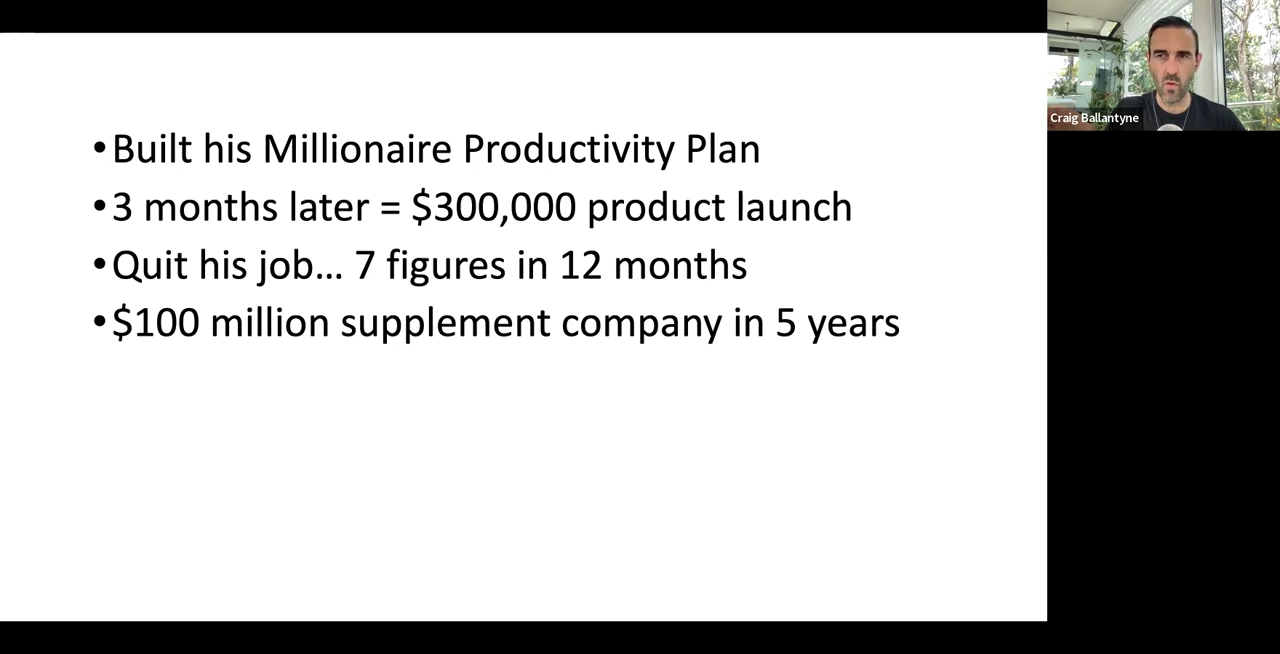 •Built his Millionaire Productivity Plan
•3 months later = $300,000 product launch
•Quit his job… 7 figures in 12 months
•$100 million supplement company in 5 years
Craig Ballantyne